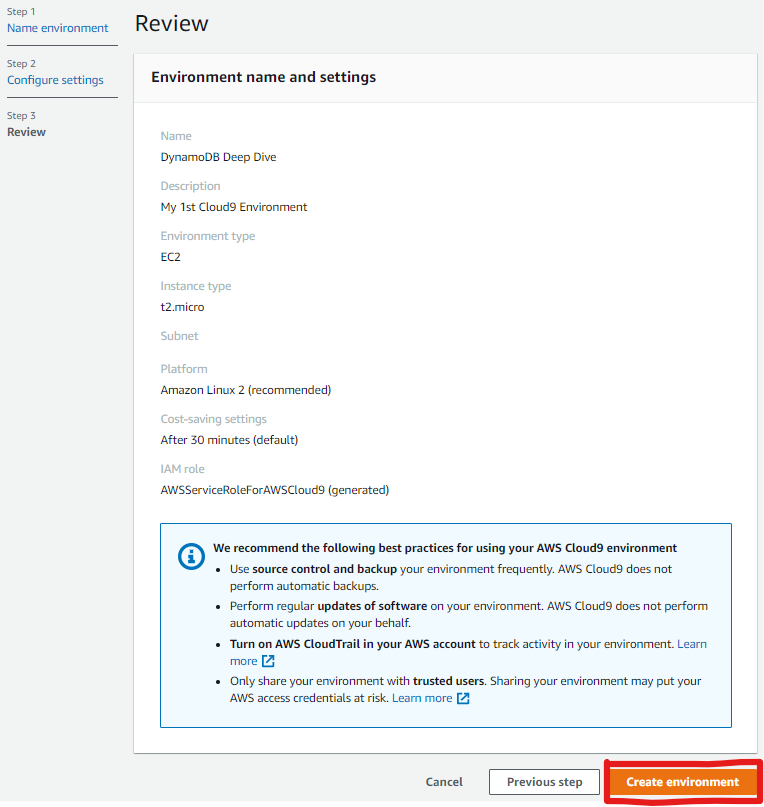 Step 1
Name environment
Step 2
Configure settings
Step 3
Review
Review
Environment name and settings
Name
DynamoDB Deep Dive
Description
My 1st Cloud9 Environment
Environment type
EC2
Instance type
t2.micro
Subnet
Platform
Amazon Linux 2 (recommended)
Cost-saving settings
After 30 minutes (default)
IAM role
AWSServiceRoleForAWSCloud9 (generated)
We recommend the following best practices for using your AWS Cloud9 environment
• Use source control and backup your environment frequently. AWS Cloud9 does not
perform automatic backups.
• Perform regular updates of software on your environment. AWS Cloud9 does not perform
automatic updates on your behalf.
• Turn on AWS CloudTrail in your AWS account to track activity in your environment. Learn
more
• Only share your environment with trusted users. Sharing your environment may put your
AWS access credentials at risk. Learn more
Cancel
Previous step
Create environment